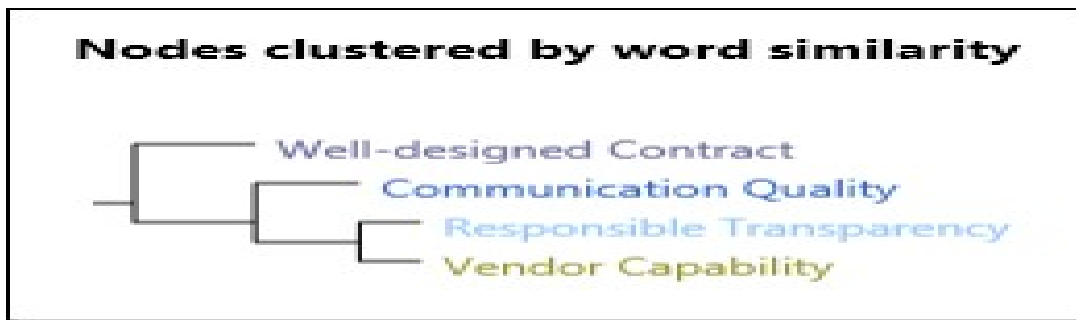 Nodes clustered by word similarity
Well-designed Contract
Communication Quality
Responsible Transparency
Vendor Capability